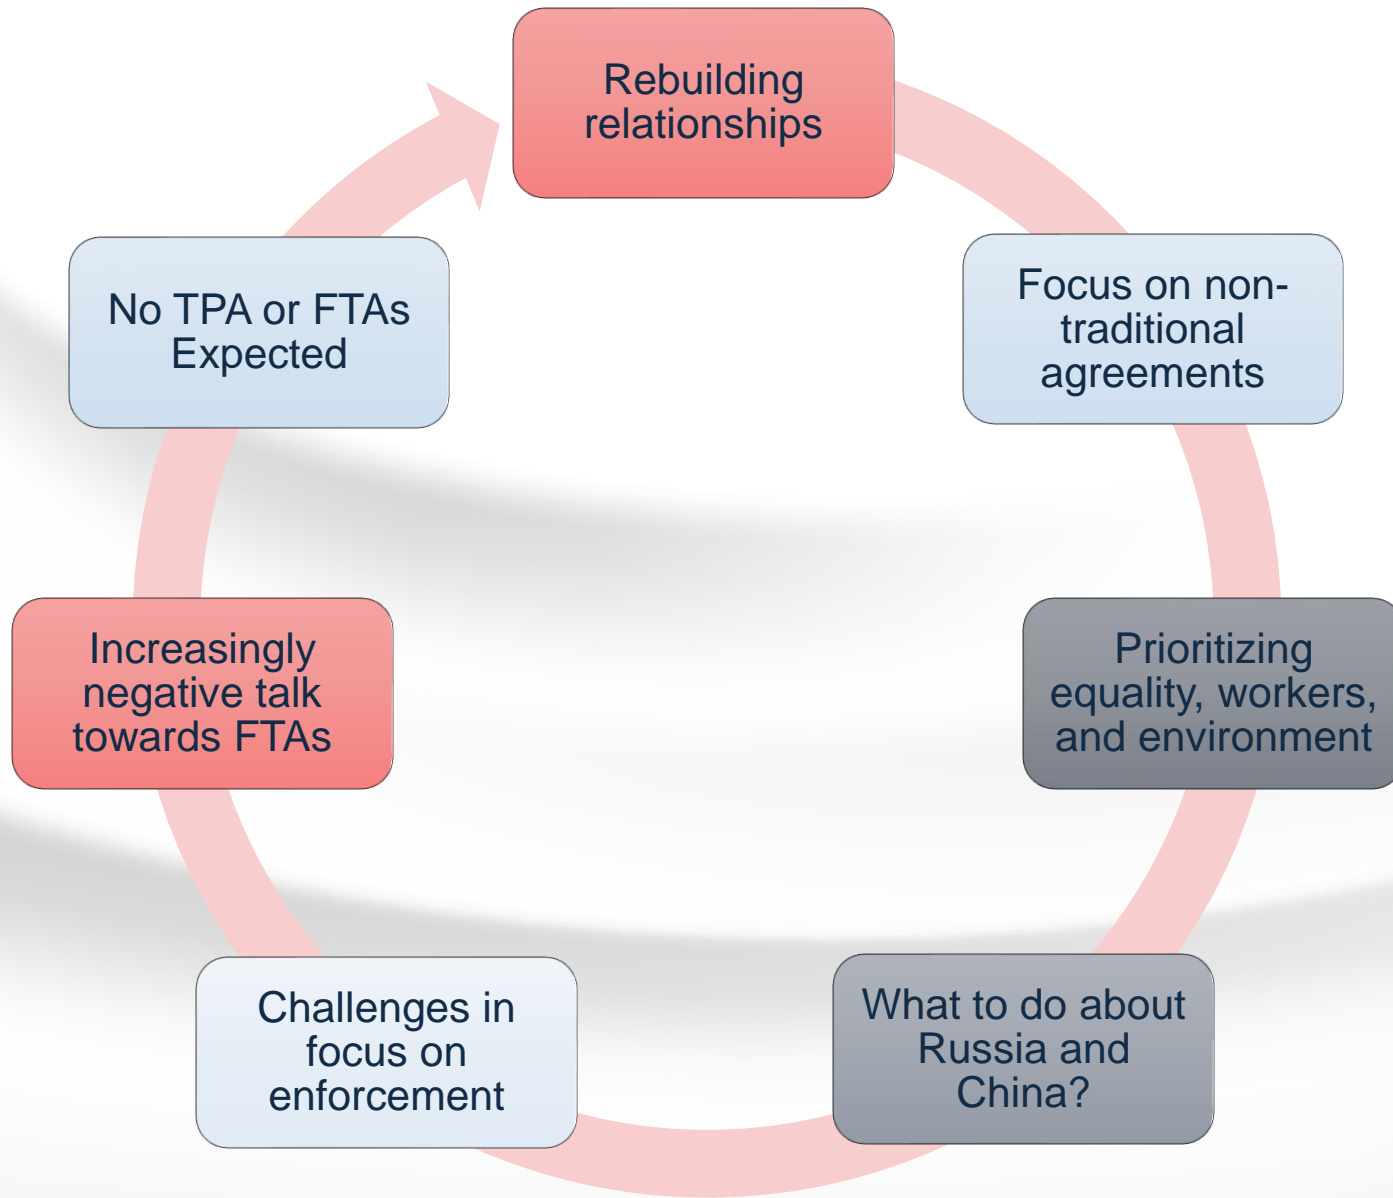 Rebuilding
relationships
Focus on non-
traditional
agreements
Prioritizing
equality, workers,
and environment
What to do about
Russia and
China?
Challenges in
focus on
enforcement
Increasingly
negative talk
towards FTAs
No TPA or FTAs
Expected